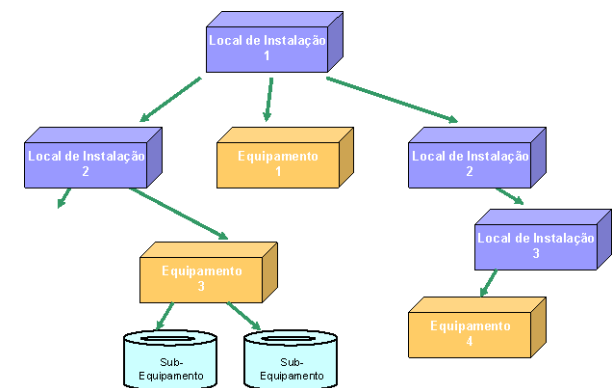 Local de Instalação
1
Local de Instalação
2
Equipamento
1
Local de Instalação
2
Local de Instalação
3
Equipamento
3
Equipamento
4
Sub-
Equipamento
Sub-
Equipamento